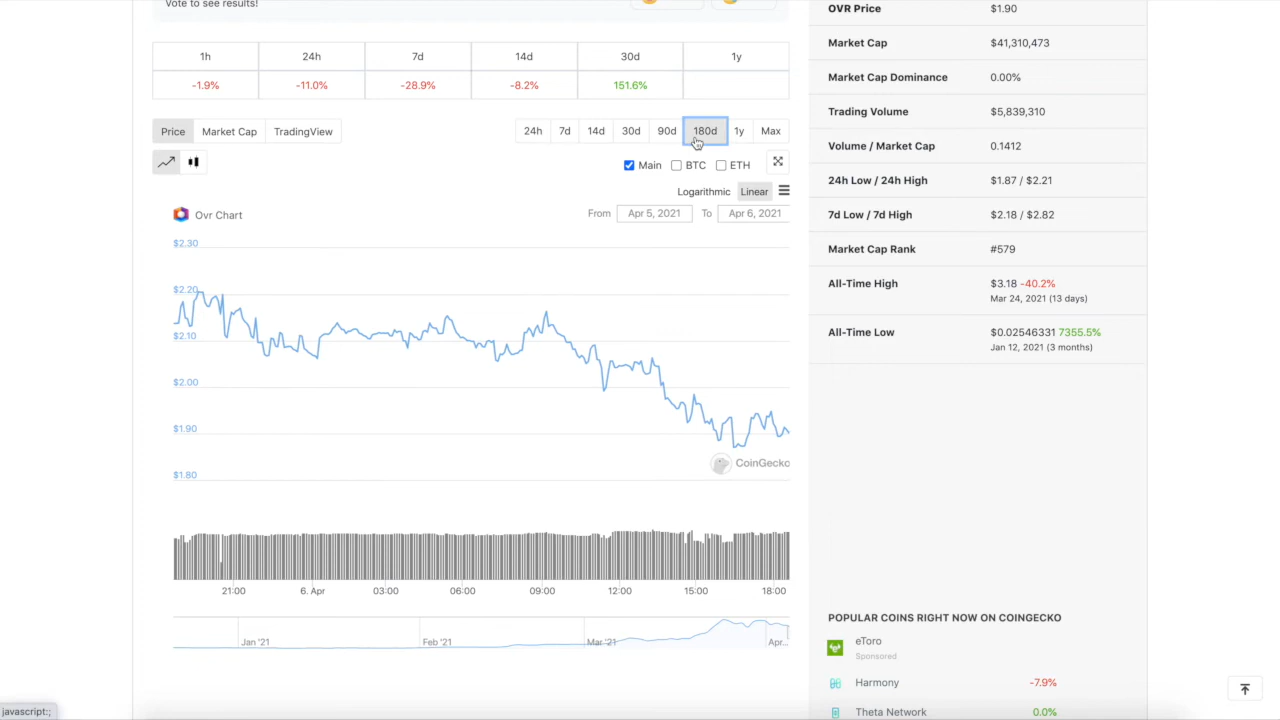 Vote to see results!
1h 24h 7d 14d 30d 1y
-1.9% -11.0% -28.9% -8.2% 151.6%
Price Market Cap TradingView
24h 7d 14d 30d 90d 180d 1y Max
Main BTC ETH
Logarithmic Linear
Ovr Chart
From Apr 5, 2021 To Apr 6, 2021
$2.30
$2.20
$2.10
$2.00
$1.90
$1.80
CoinGecko
21:00 6. Apr 03:00 06:00 09:00 12:00 15:00 18:00
Jan '21 Feb '21 Mar '21 Apr...
OVR Price $1.90
Market Cap $41,310,473
Market Cap Dominance 0.00%
Trading Volume $5,839,310
Volume / Market Cap 0.1412
24h Low / 24h High $1.87 / $2.21
7d Low / 7d High $2.18 / $2.82
Market Cap Rank #579
All-Time High $3.18 -40.2%
Mar 24, 2021 (13 days)
All-Time Low $0.02546331 7355.5%
Jan 12, 2021 (3 months)
POPULAR COINS RIGHT NOW ON COINGECKO
eToro
Sponsored
Harmony -7.9%
Theta Network 0.0%
javascript:;